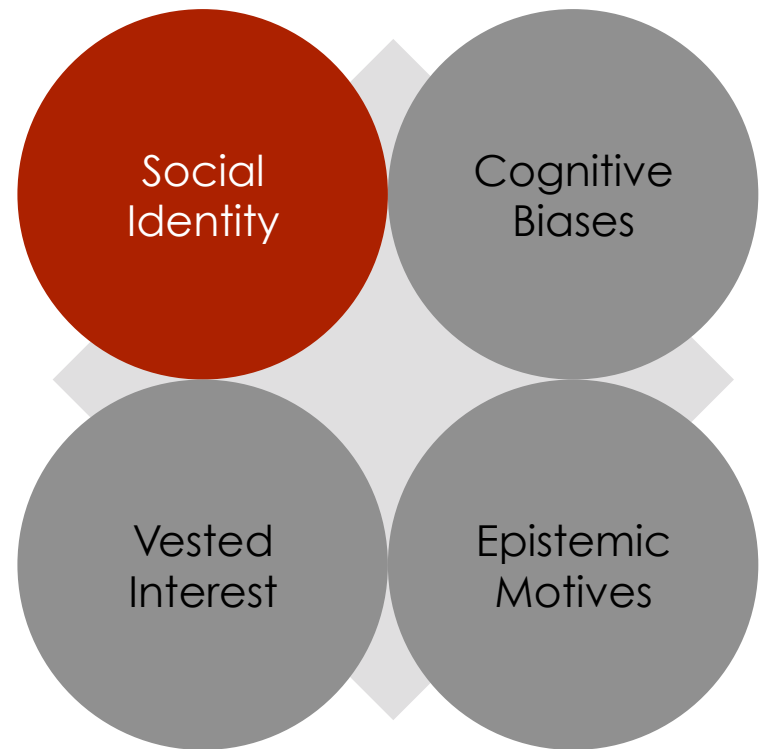 Social
Identity
Cognitive
Biases
Vested
Interest
Epistemic
Motives